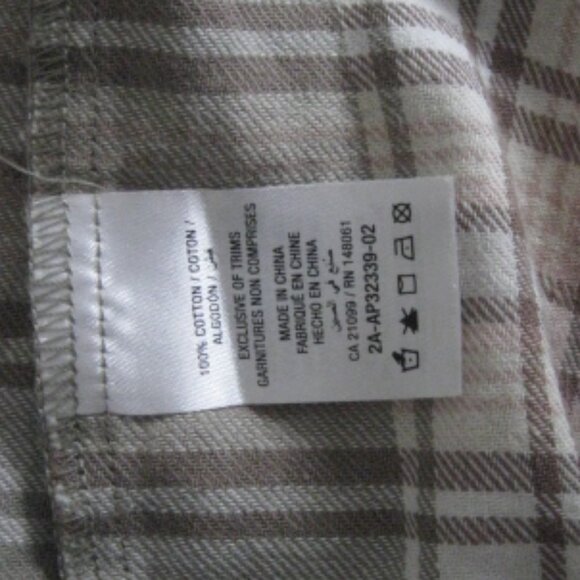 100% COTTON / COTON /
ALGODÓN / قطني
EXCLUSIVE OF TRIMS
GARNITURES NON COMPRISES
MADE IN CHINA
FABRIQUÉ EN CHINE
HECHO EN CHINA
صنع في الصين
CA 21099 / RN 148061
2A-AP32339-02